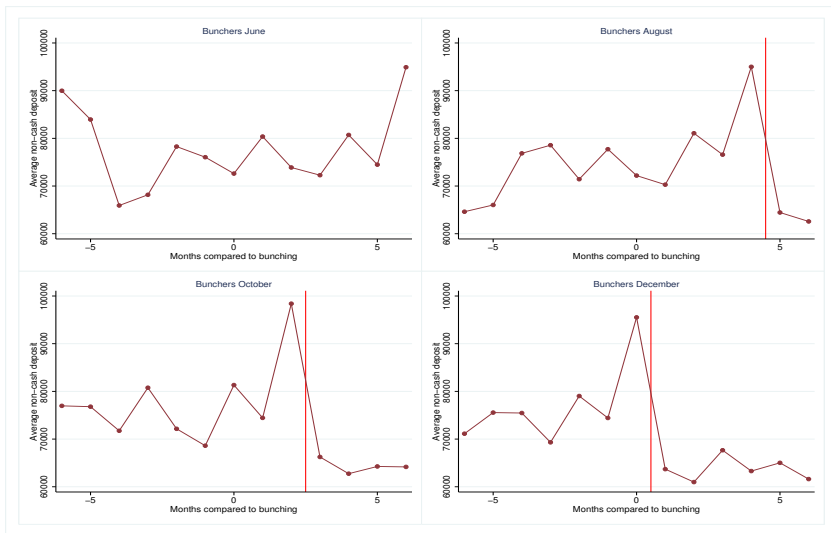 Bunchers June
Average non-cash deposit
100000
90000
80000
70000
60000
−5
0
5
Months compared to bunching
Bunchers August
Average non-cash deposit
100000
90000
80000
70000
60000
−5
0
5
Months compared to bunching
Bunchers October
Average non-cash deposit
100000
90000
80000
70000
60000
−5
0
5
Months compared to bunching
Bunchers December
Average non-cash deposit
100000
90000
80000
70000
60000
−5
0
5
Months compared to bunching